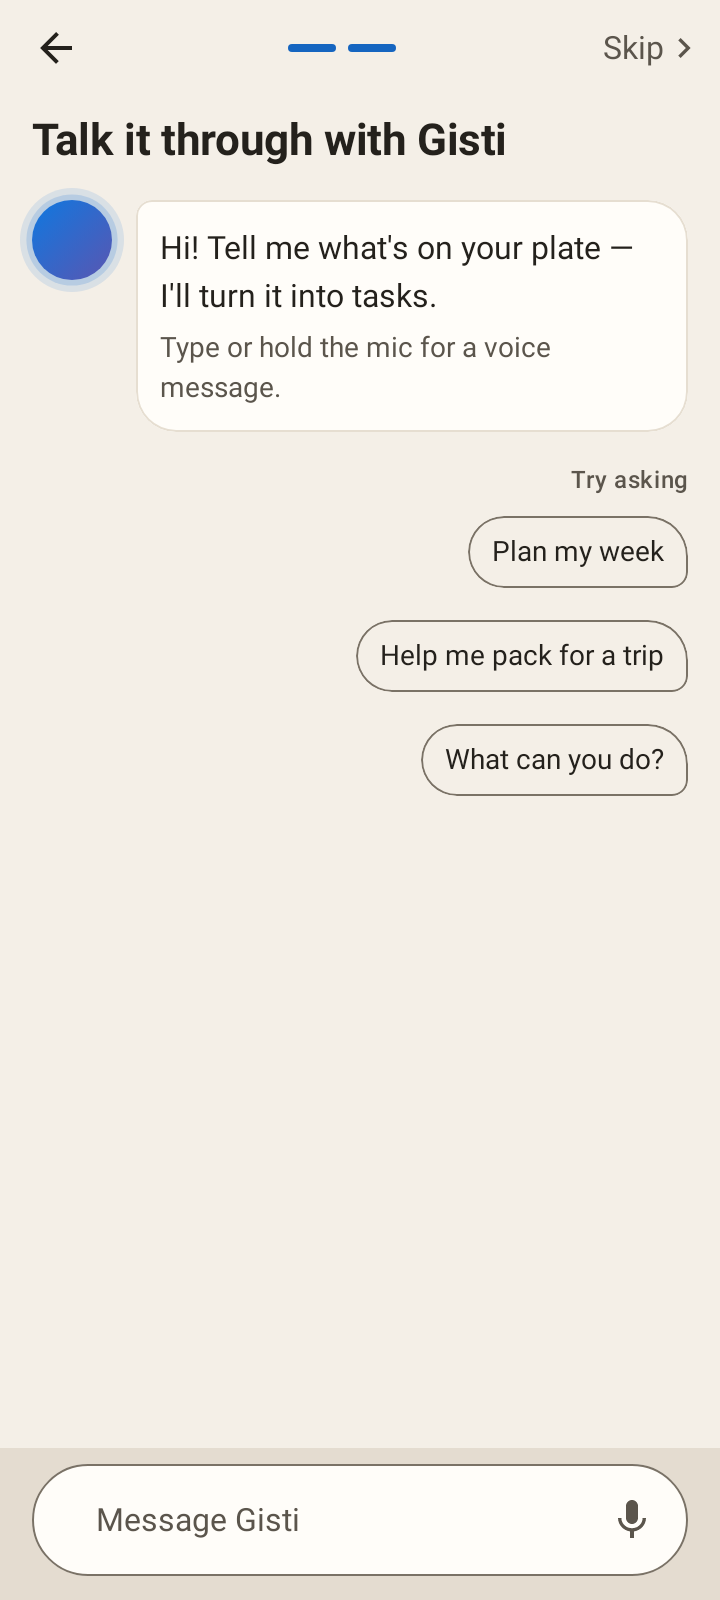 Skip
Talk it through with Gisti
Hi! Tell me what's on your plate —
I'll turn it into tasks.
Type or hold the mic for a voice
message.
Try asking
Plan my week
Help me pack for a trip
What can you do?
Message Gisti